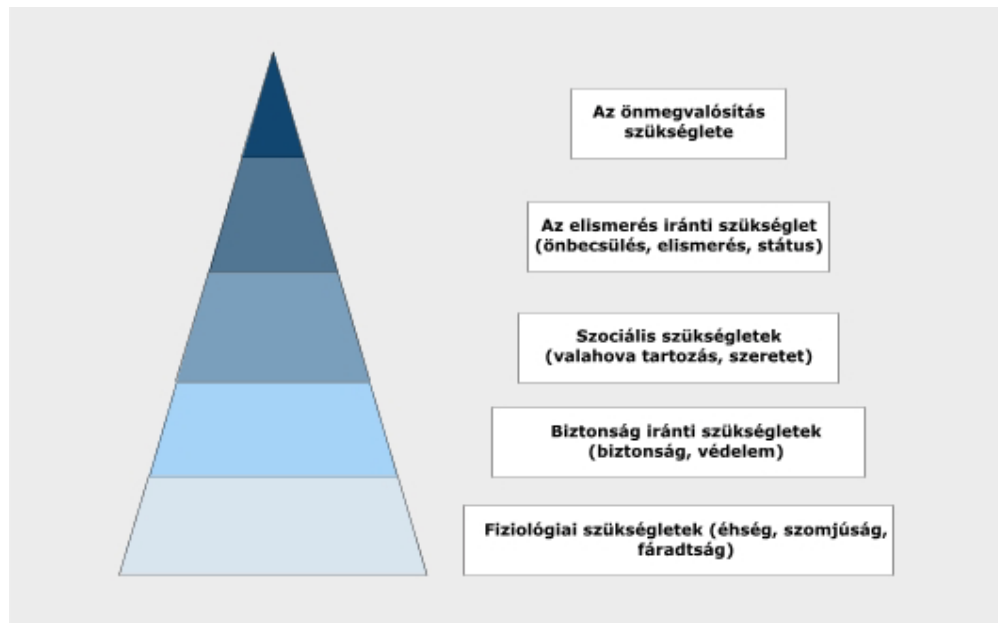 Az önmegvalósítás
szükséglete
Az elismerés iránti szükséglet
(önbecsülés, elismerés, státus)
Szociális szükségletek
(valahova tartozás, szeretet)
Biztonság iránti szükségletek
(biztonság, védelem)
Fiziológiai szükségletek (éhség, szomjúság,
fáradtság)